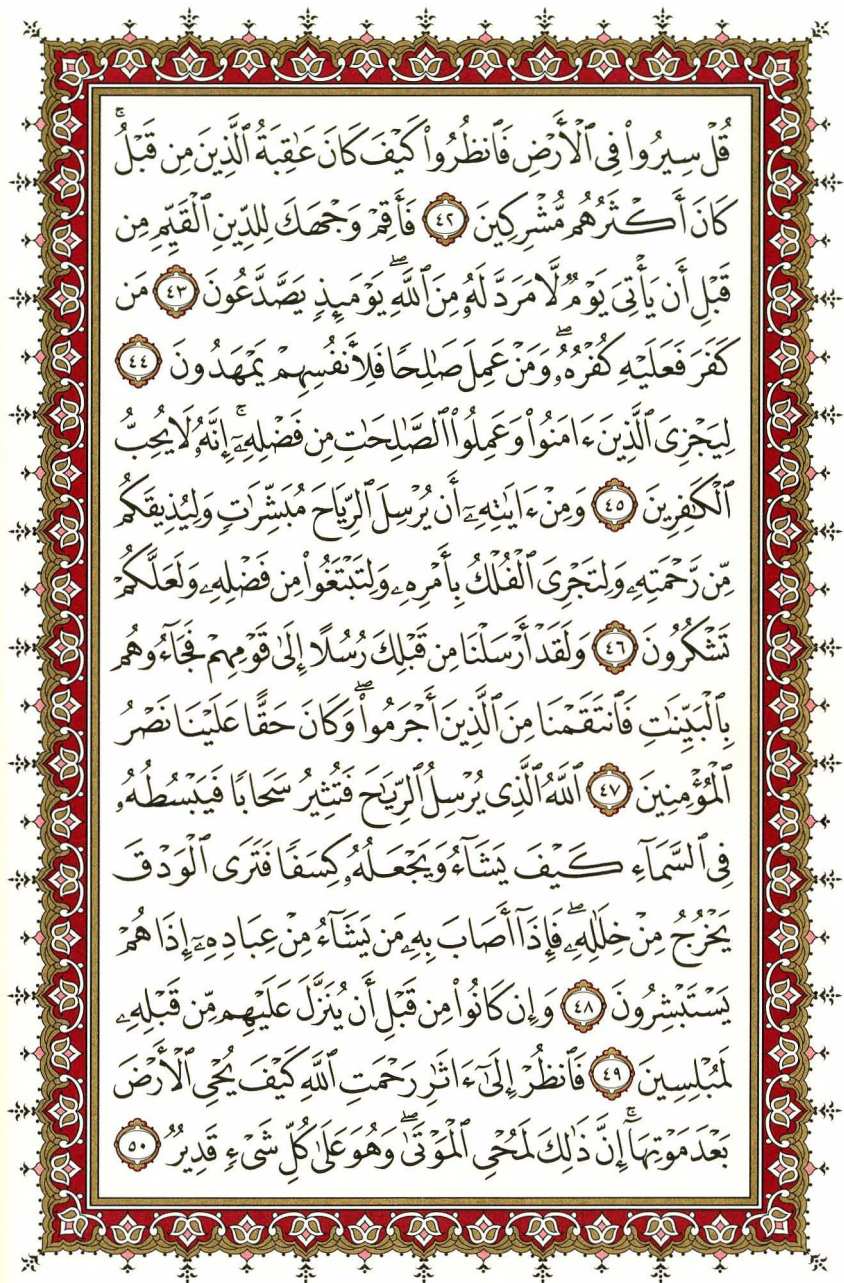 قُلْ سِيرُوا۟ فِى ٱلْأَرْضِ فَٱنظُرُوا۟ كَيْفَ كَانَ عَـٰقِبَةُ ٱلَّذِينَ مِن قَبْلُ ۚ
كَانَ أَكْثَرُهُم مُّشْرِكِينَ ٤٢ فَأَقِمْ وَجْهَكَ لِلدِّينِ ٱلْقَيِّمِ مِن
قَبْلِ أَن يَأْتِىَ يَوْمٌ لَّا مَرَدَّ لَهُۥ مِنَ ٱللَّهِ ۖ يَوْمَئِذٍ يَصَّدَّعُونَ ٤٣ مَن
كَفَرَ فَعَلَيْهِ كُفْرُهُۥ ۖ وَمَنْ عَمِلَ صَـٰلِحًا فَلِأَنفُسِهِمْ يَمْهَدُونَ ٤٤
لِيَجْزِىَ ٱلَّذِينَ ءَامَنُوا۟ وَعَمِلُوا۟ ٱلصَّـٰلِحَـٰتِ مِن فَضْلِهِۦٓ ۚ إِنَّهُۥ لَا يُحِبُّ
ٱلْكَـٰفِرِينَ ٤٥ وَمِنْ ءَايَـٰتِهِۦٓ أَن يُرْسِلَ ٱلرِّيَاحَ مُبَشِّرَٰتٍ وَلِيُذِيقَكُم
مِّن رَّحْمَتِهِۦ وَلِتَجْرِىَ ٱلْفُلْكُ بِأَمْرِهِۦ وَلِتَبْتَغُوا۟ مِن فَضْلِهِۦ وَلَعَلَّكُمْ
تَشْكُرُونَ ٤٦ وَلَقَدْ أَرْسَلْنَا مِن قَبْلِكَ رُسُلًا إِلَىٰ قَوْمِهِمْ فَجَآءُوهُم
بِٱلْبَيِّنَـٰتِ فَٱنتَقَمْنَا مِنَ ٱلَّذِينَ أَجْرَمُوا۟ ۖ وَكَانَ حَقًّا عَلَيْنَا نَصْرُ
ٱلْمُؤْمِنِينَ ٤٧ ٱللَّهُ ٱلَّذِى يُرْسِلُ ٱلرِّيَـٰحَ فَتُثِيرُ سَحَابًا فَيَبْسُطُهُۥ
فِى ٱلسَّمَآءِ كَيْفَ يَشَآءُ وَيَجْعَلُهُۥ كِسَفًا فَتَرَى ٱلْوَدْقَ
يَخْرُجُ مِنْ خِلَـٰلِهِۦ ۖ فَإِذَآ أَصَابَ بِهِۦ مَن يَشَآءُ مِنْ عِبَادِهِۦٓ إِذَا هُمْ
يَسْتَبْشِرُونَ ٤٨ وَإِن كَانُوا۟ مِن قَبْلِ أَن يُنَزَّلَ عَلَيْهِم مِّن قَبْلِهِۦ
لَمُبْلِسِينَ ٤٩ فَٱنظُرْ إِلَىٰٓ ءَاثَـٰرِ رَحْمَتِ ٱللَّهِ كَيْفَ يُحْىِ ٱلْأَرْضَ
بَعْدَ مَوْتِهَآ ۚ إِنَّ ذَٰلِكَ لَمُحْىِ ٱلْمَوْتَىٰ ۖ وَهُوَ عَلَىٰ كُلِّ شَىْءٍ قَدِيرٌ ٥٠